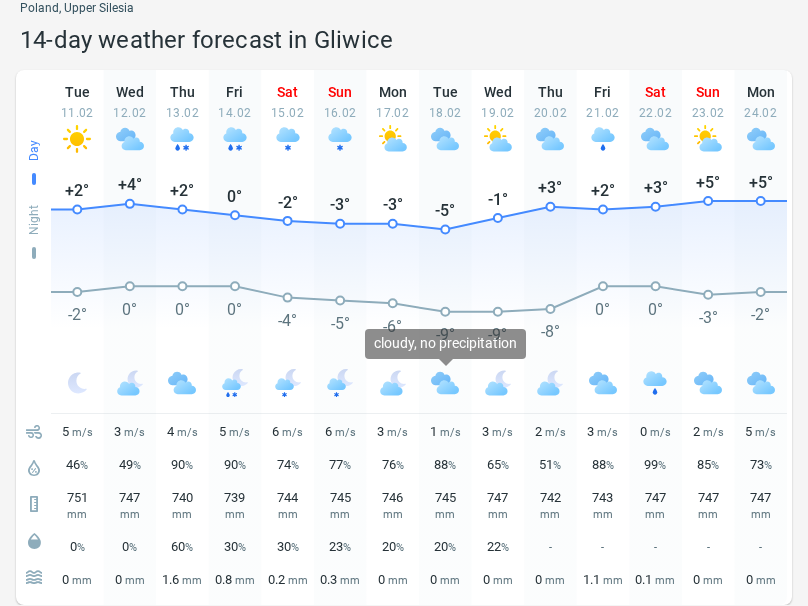 Poland, Upper Silesia
14-day weather forecast in Gliwice
Tue Wed Thu Fri Sat Sun Mon Tue Wed Thu Fri Sat Sun Mon
11.02 12.02 13.02 14.02 15.02 16.02 17.02 18.02 19.02 20.02 21.02 22.02 23.02 24.02
Day
+2° +4° +2° 0° -2° -3° -3° -5° -1° +3° +2° +3° +5° +5°
Night
-2° 0° 0° 0° -4° -5° -6° -9° -9° -8° 0° 0° -3° -2°
cloudy, no precipitation
5 m/s 3 m/s 4 m/s 5 m/s 6 m/s 6 m/s 3 m/s 1 m/s 3 m/s 2 m/s 3 m/s 0 m/s 2 m/s 5 m/s
46% 49% 90% 90% 74% 77% 76% 88% 65% 51% 88% 99% 85% 73%
751 747 740 739 744 745 746 745 747 742 743 747 747 747
mm mm mm mm mm mm mm mm mm mm mm mm mm mm
0% 0% 60% 30% 30% 23% 20% 20% 22% - - - - -
0 mm 0 mm 1.6 mm 0.8 mm 0.2 mm 0.3 mm 0 mm 0 mm 0 mm 0 mm 1.1 mm 0.1 mm 0 mm 0 mm